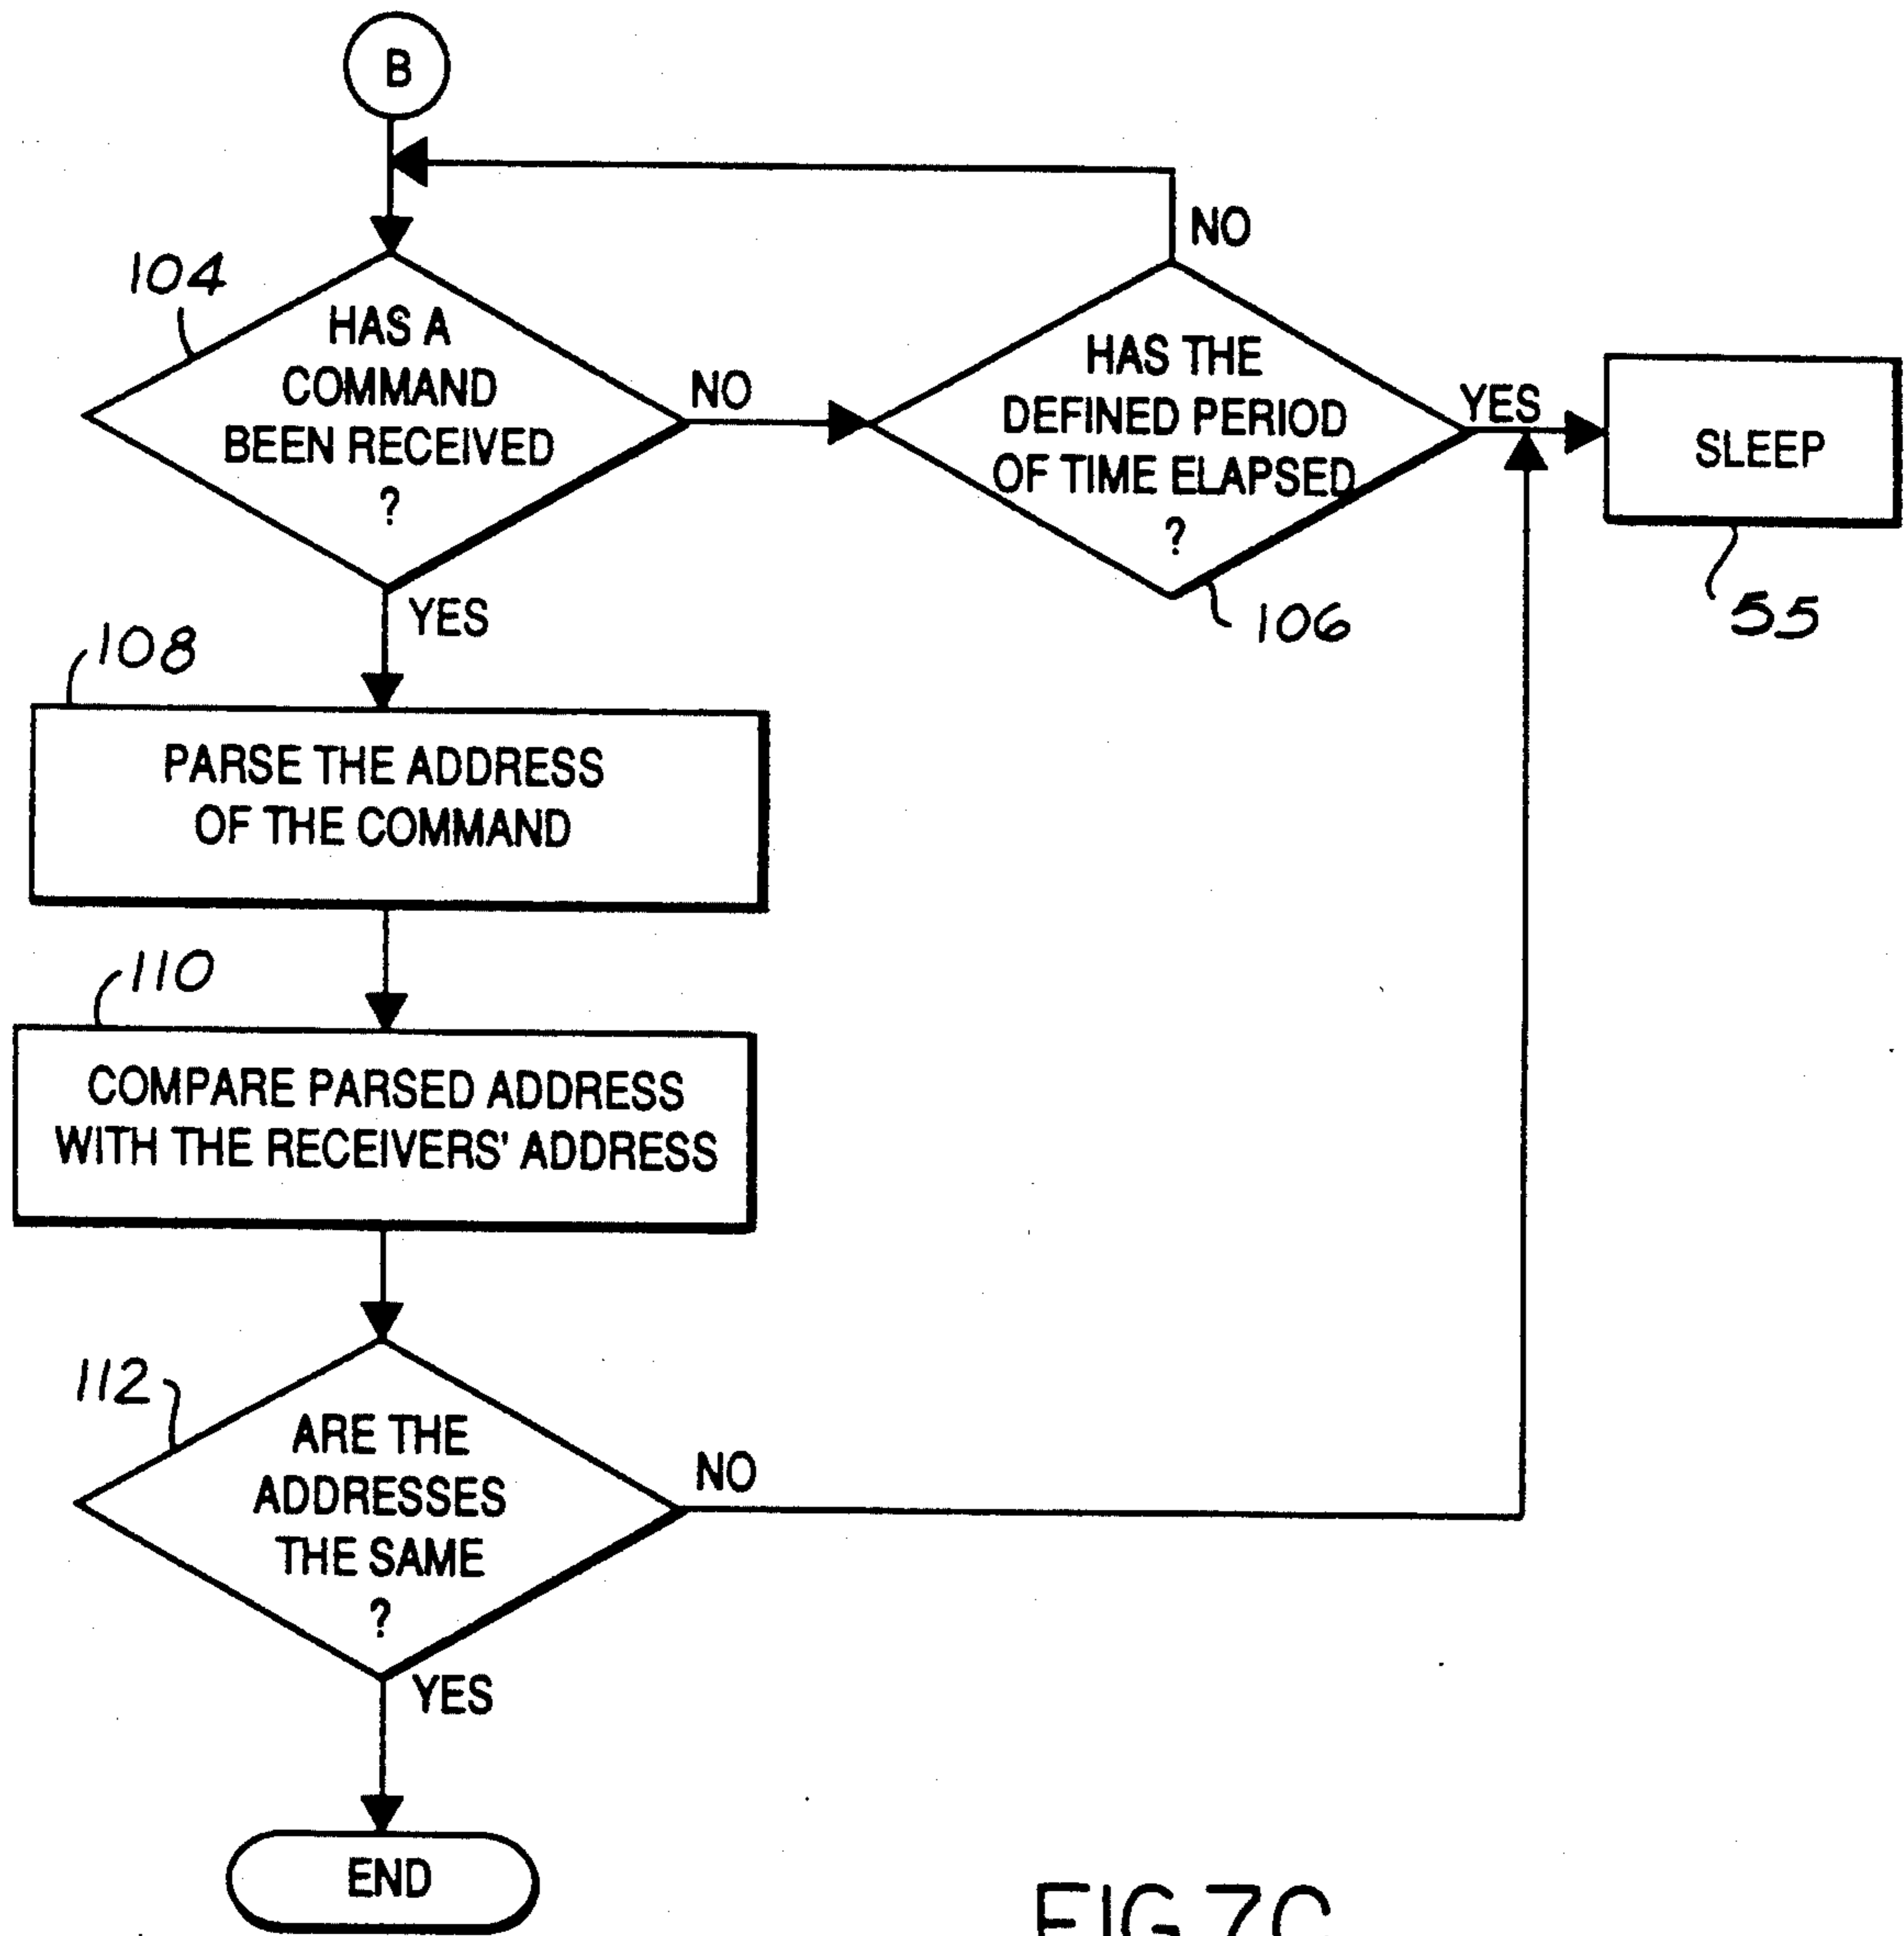 B
104
HAS A
COMMAND
BEEN RECEIVED
?
NO
YES
HAS THE
DEFINED PERIOD
OF TIME ELAPSED
?
NO
YES
106
SLEEP
55
108
PARSE THE ADDRESS
OF THE COMMAND
110
COMPARE PARSED ADDRESS
WITH THE RECEIVERS' ADDRESS
112
ARE THE
ADDRESSES
THE SAME
?
NO
YES
END
FIG.7C